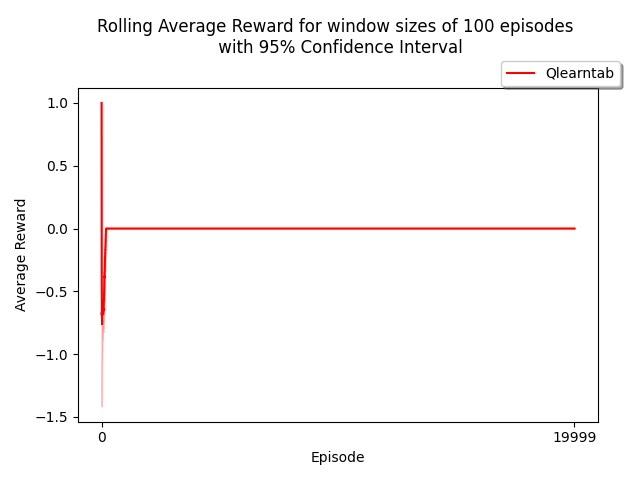 Rolling Average Reward for window sizes of 100 episodes
with 95% Confidence Interval
Qlearntab
1.0
0.5
0.0
−0.5
−1.0
−1.5
Average Reward
0
19999
Episode